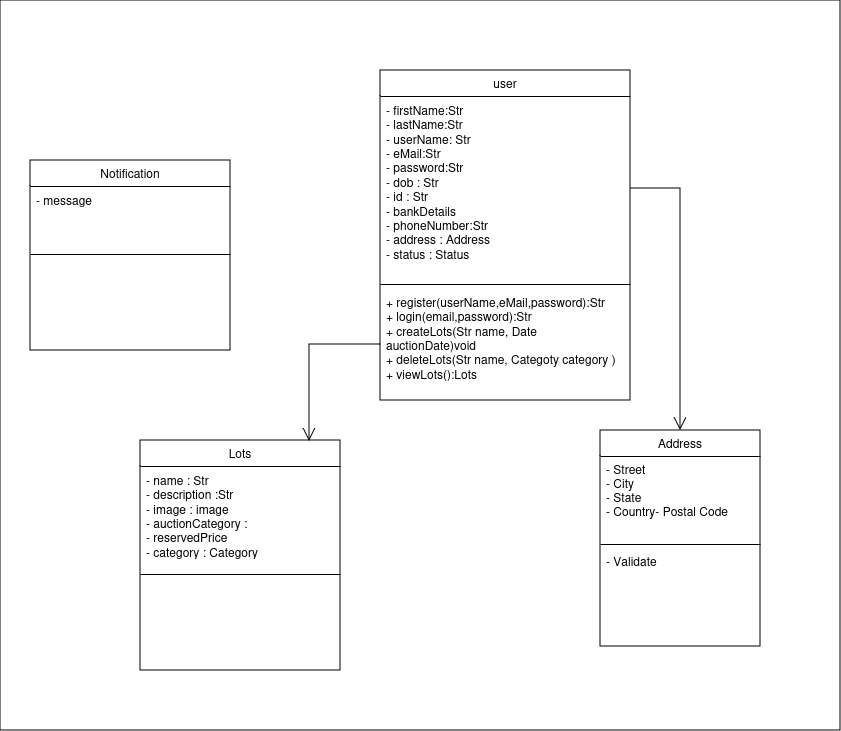 user
- firstName:Str
- lastName:Str
- userName: Str
- eMail:Str
- password:Str
- dob : Str
- id : Str
- bankDetails
- phoneNumber:Str
- address : Address
- status : Status
+ register(userName,eMail,password):Str
+ login(email,password):Str
+ createLots(Str name, Date
auctionDate)void
+ deleteLots(Str name, Categoty category )
+ viewLots():Lots
Notification
- message
Lots
- name : Str
- description :Str
- image : image
- auctionCategory :
- reservedPrice
- category : Category
Address
- Street
- City
- State
- Country- Postal Code
- Validate